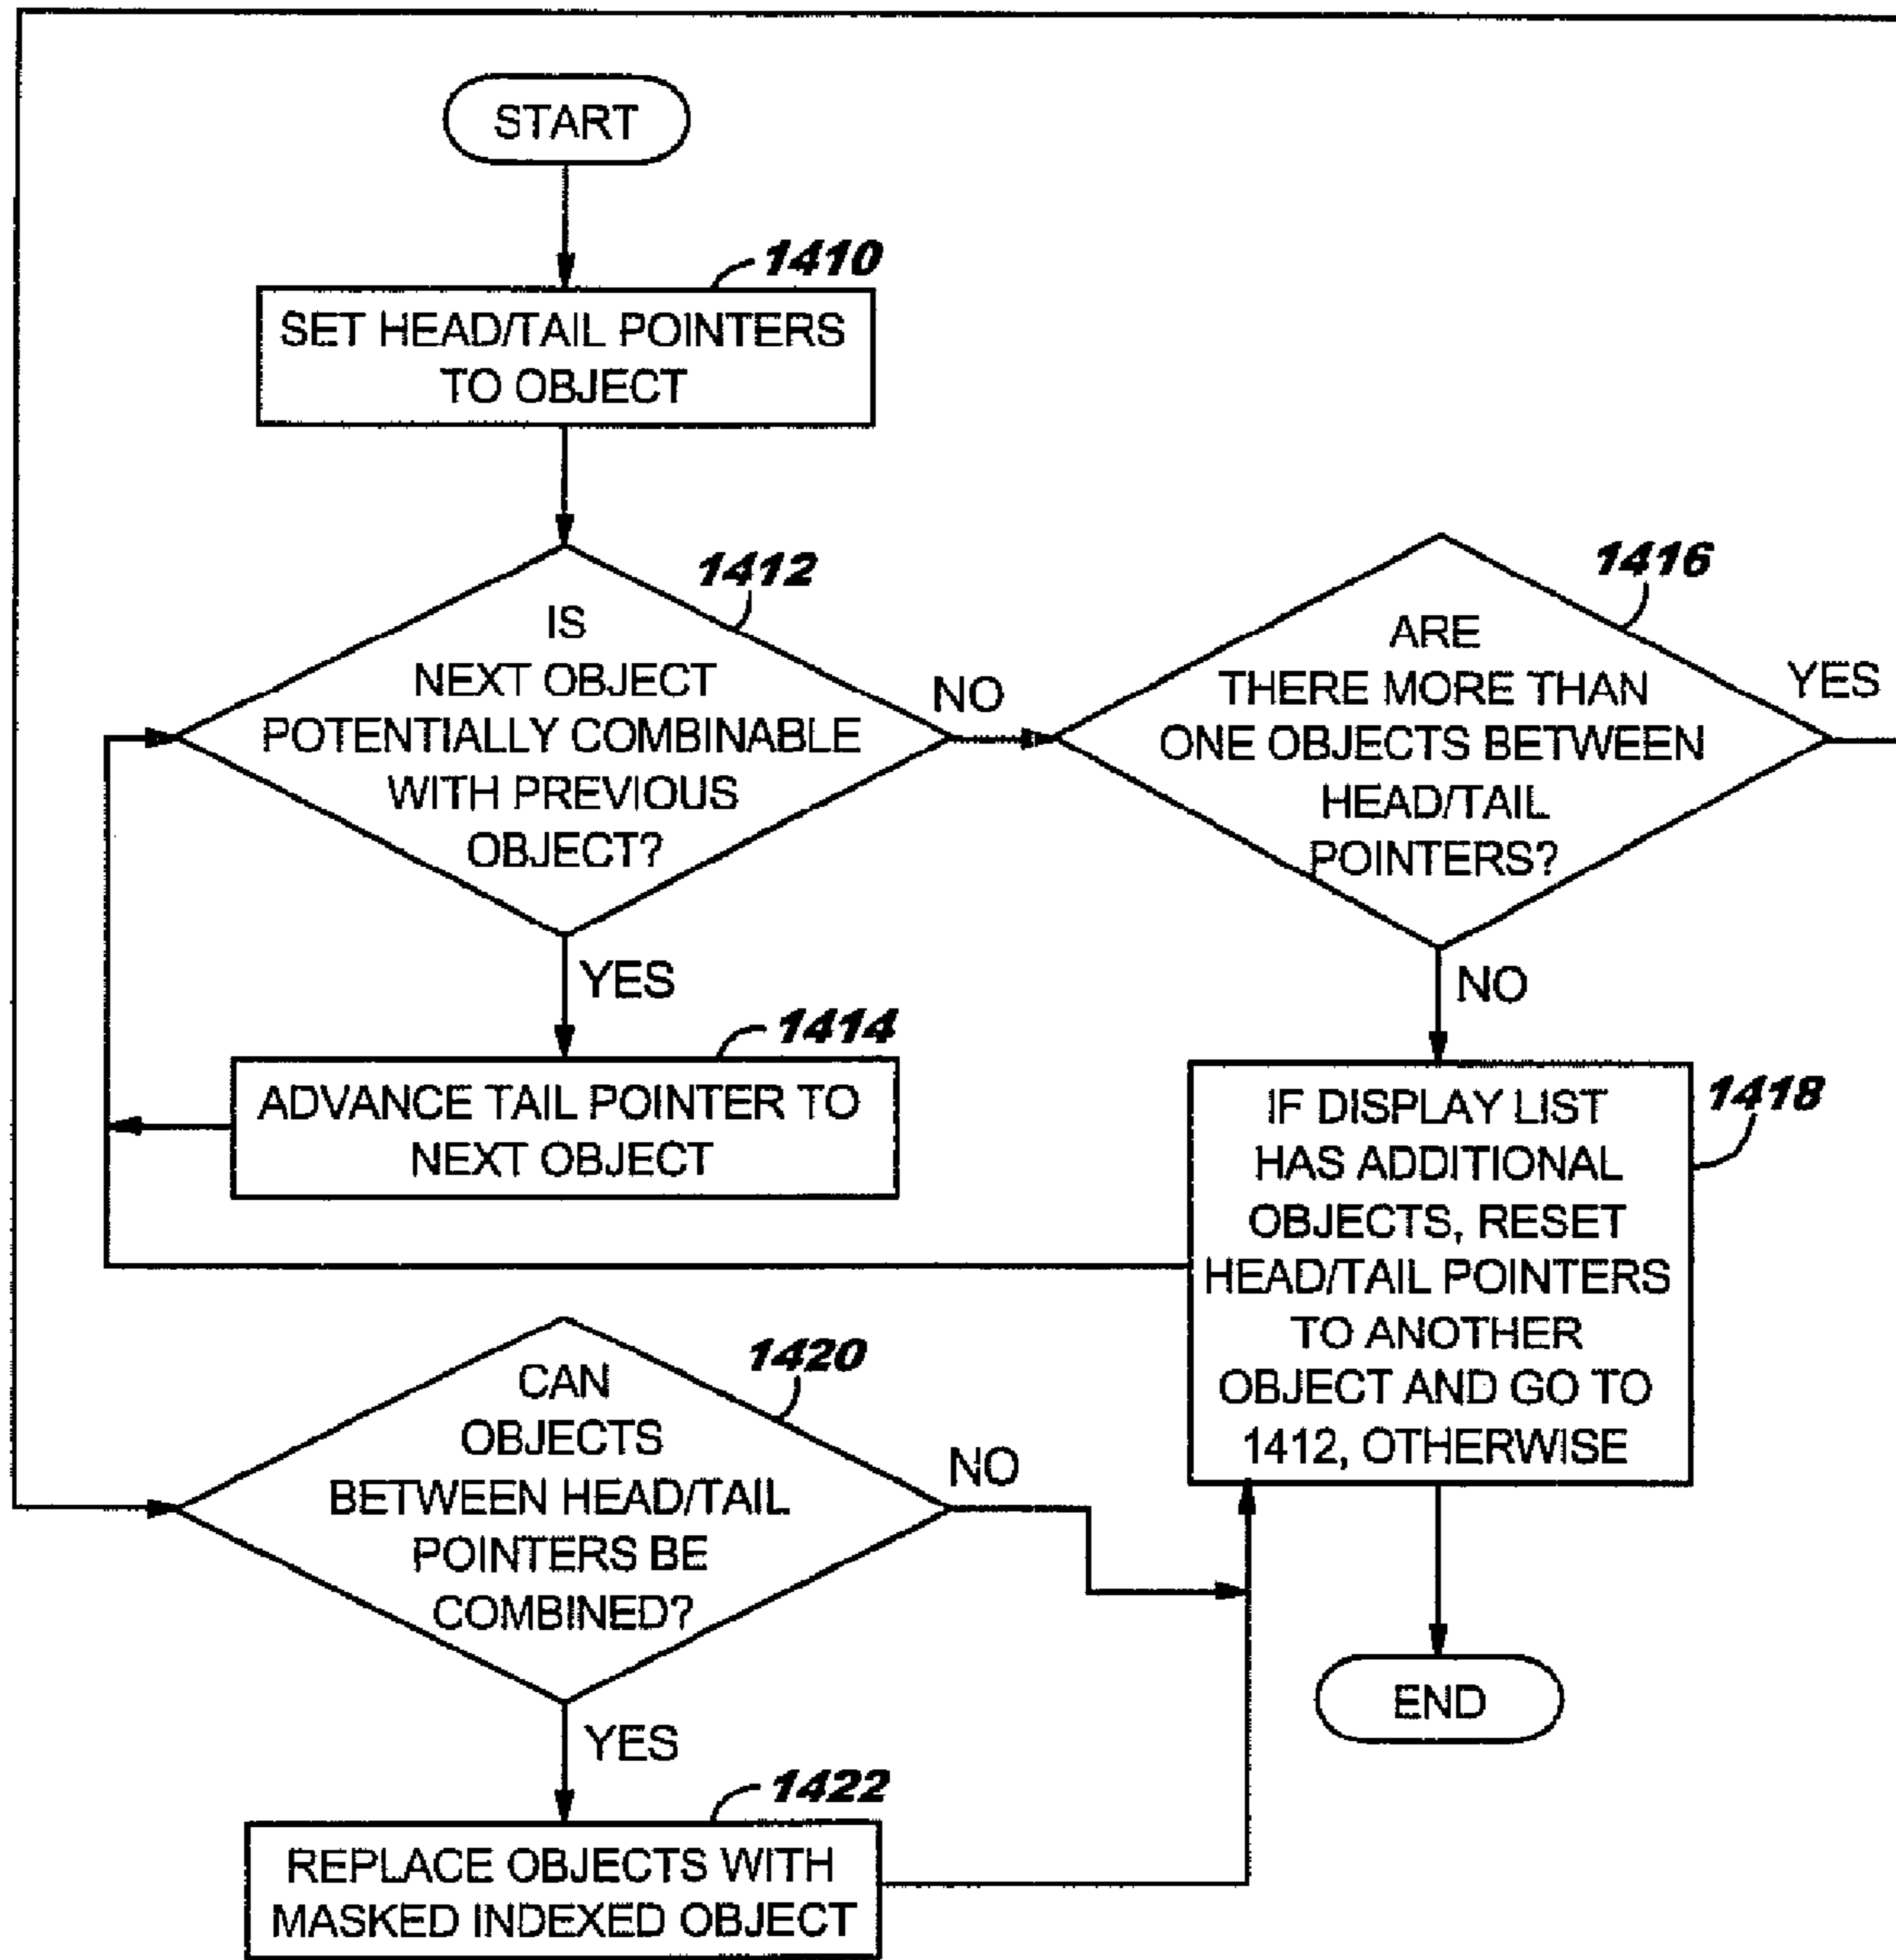 START
1410
SET HEAD/TAIL POINTERS
TO OBJECT
1412
IS
NEXT OBJECT
POTENTIALLY COMBINABLE
WITH PREVIOUS
OBJECT?
NO
YES
1416
ARE
THERE MORE THAN
ONE OBJECTS BETWEEN
HEAD/TAIL
POINTERS?
YES
NO
1414
ADVANCE TAIL POINTER TO
NEXT OBJECT
1418
IF DISPLAY LIST
HAS ADDITIONAL
OBJECTS, RESET
HEAD/TAIL POINTERS
TO ANOTHER
OBJECT AND GO TO
1412, OTHERWISE
1420
CAN
OBJECTS
BETWEEN HEAD/TAIL
POINTERS BE
COMBINED?
NO
YES
END
1422
REPLACE OBJECTS WITH
MASKED INDEXED OBJECT